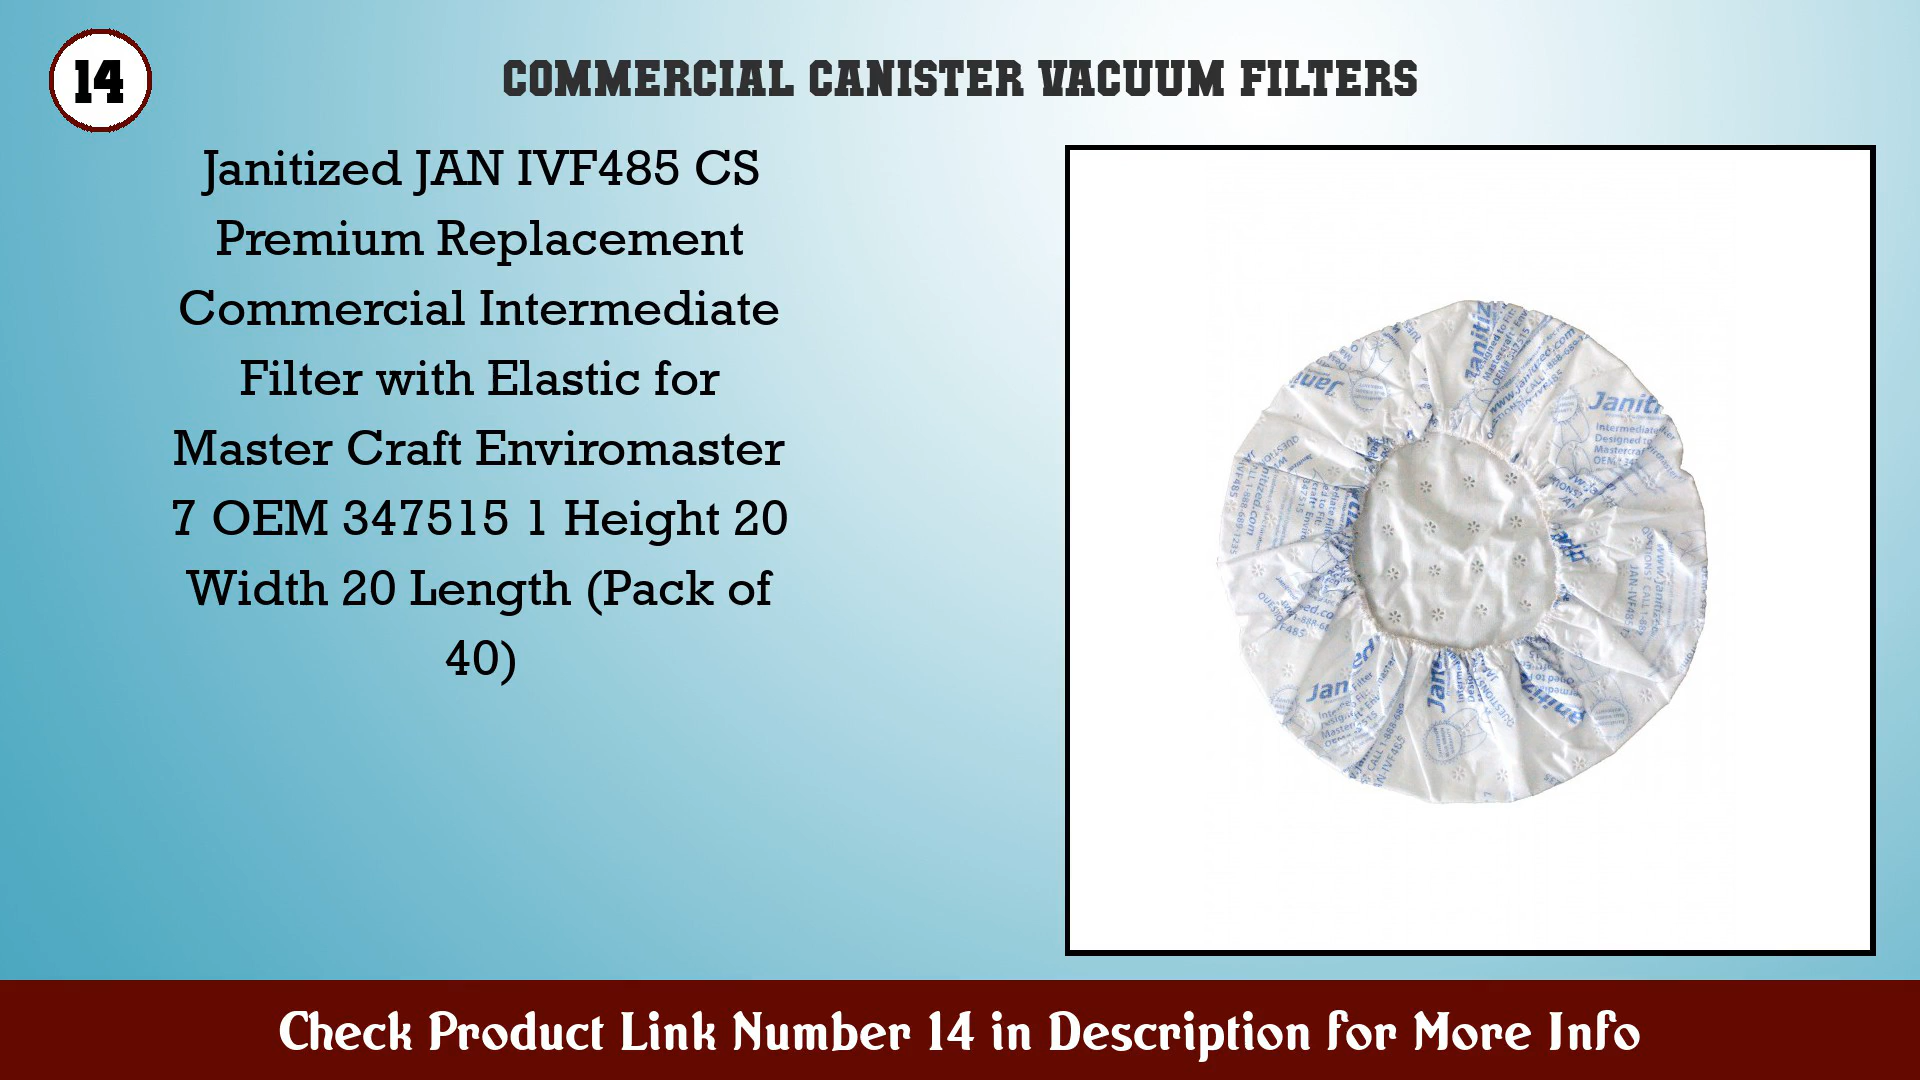 14
COMMERCIAL CANISTER VACUUM FILTERS
Janitized JAN IVF485 CS
Premium Replacement
Commercial Intermediate
Filter with Elastic for
Master Craft Enviromaster
7 OEM 347515 1 Height 20
Width 20 Length (Pack of
40)
Check Product Link Number 14 in Description for More Info